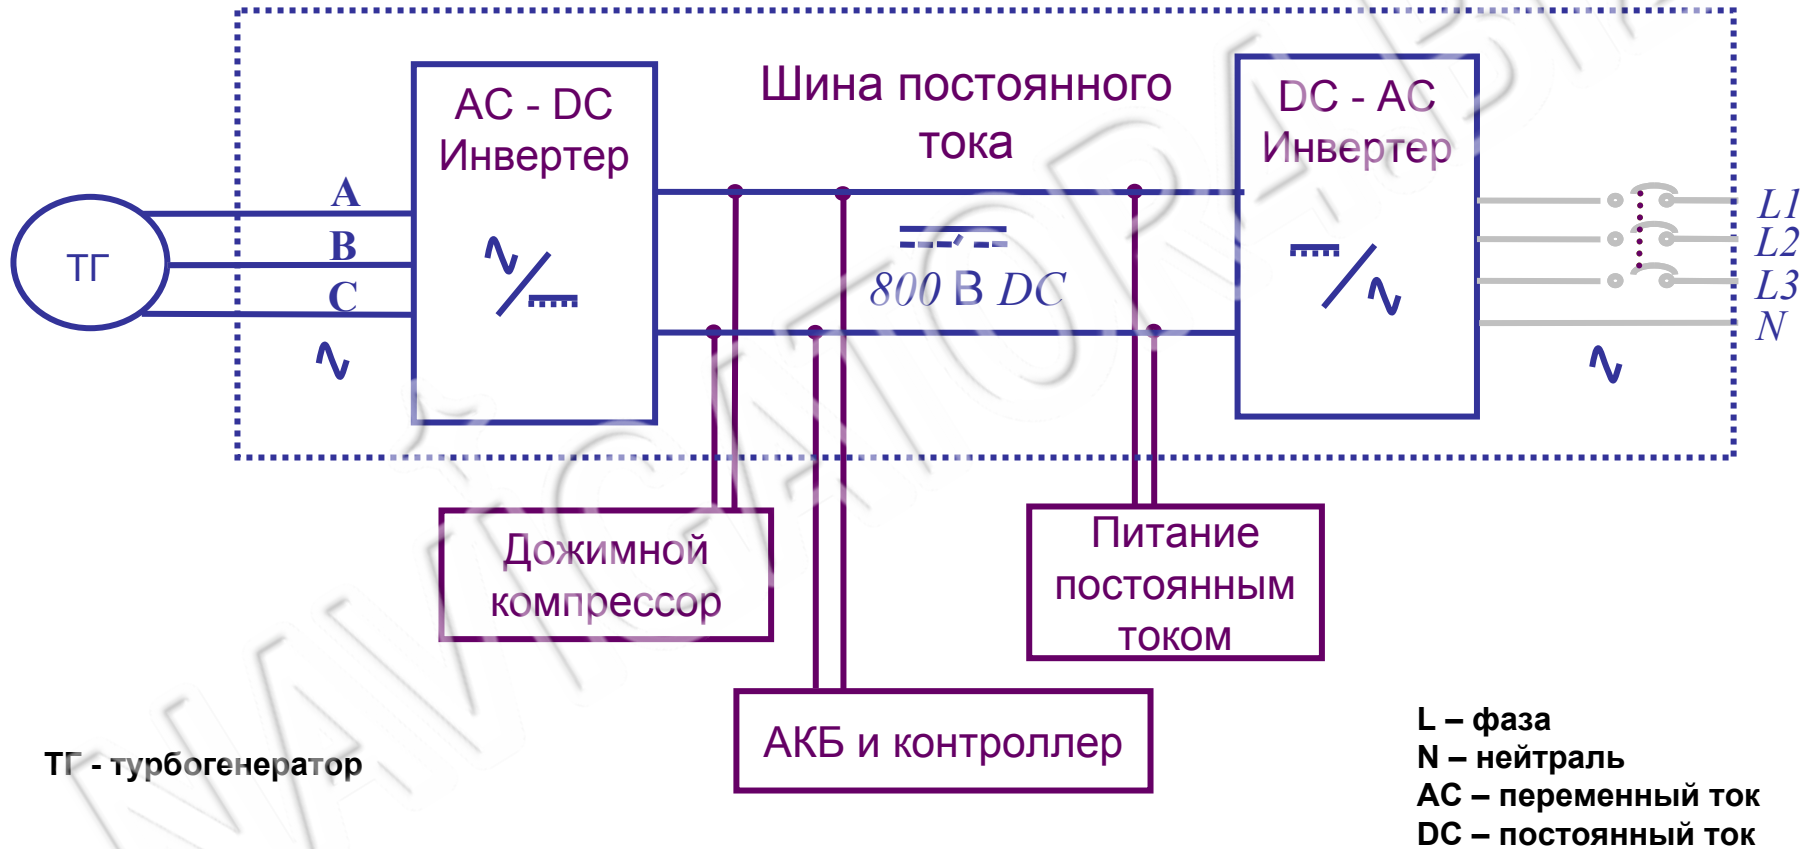 AC - DC
Инвертер
Шина постоянного
тока
DC - AC
Инвертер
A
B
C
ТГ
800 В DC
L1
L2
L3
N
Дожимной
компрессор
Питание
постоянным
током
АКБ и контроллер
ТГ - турбогенератор
L – фаза
N – нейтраль
AC – переменный ток
DC – постоянный ток